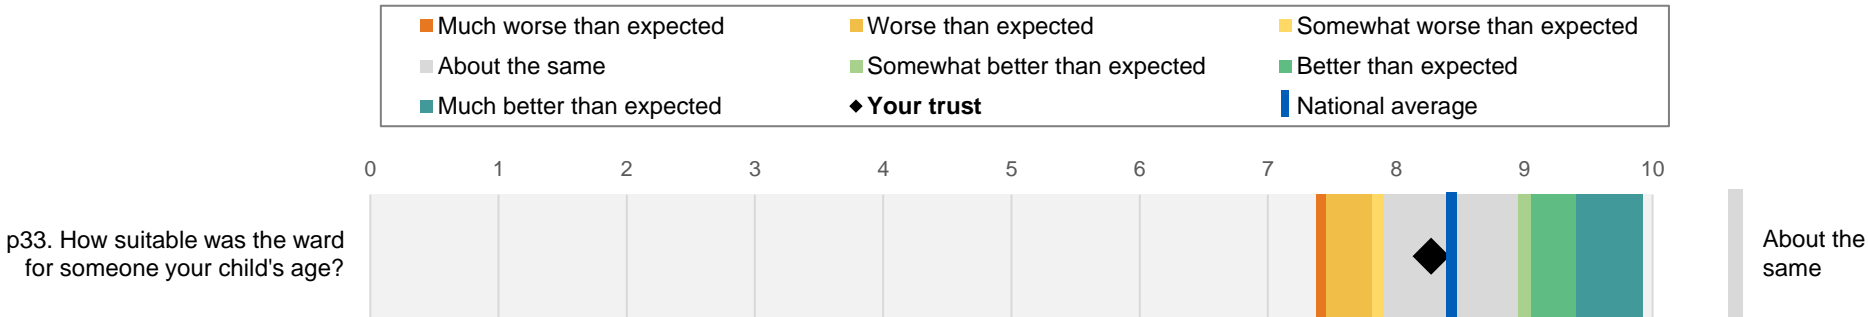 Much worse than expected
Worse than expected
Somewhat worse than expected
About the same
Somewhat better than expected
Better than expected
Much better than expected
Your trust
National average
0 1 2 3 4 5 6 7 8 9 10
p33. How suitable was the ward
for someone your child's age?
About the
same